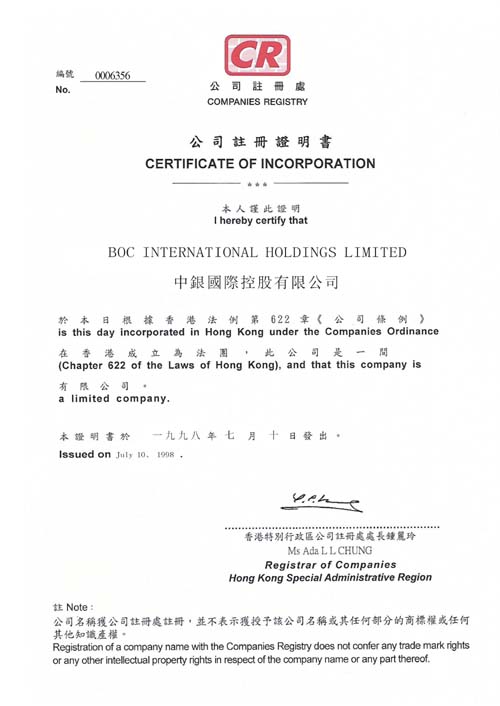 CR
編號 0006356
No.
公司註冊處
COMPANIES REGISTRY
公司註冊證明書
CERTIFICATE OF INCORPORATION
***
本人謹此證明
I hereby certify that
BOC INTERNATIONAL HOLDINGS LIMITED
中銀國際控股有限公司
於本日根據香港法例第622章《公司條例》
is this day incorporated in Hong Kong under the Companies Ordinance
在香港成立為法團，此公司是一間
(Chapter 622 of the Laws of Hong Kong), and that this company is
有限公司。
a limited company.
本證明書於 一九九八年七月十日發出。
Issued on July 10, 1998 .
香港特別行政區公司註冊處處長鍾麗玲
Ms Ada L L CHUNG
Registrar of Companies
Hong Kong Special Administrative Region
註 Note :
公司名稱獲公司註冊處註冊，並不表示獲授予該公司名稱或其任何部分的商標權或任何
其他知識產權。
Registration of a company name with the Companies Registry does not confer any trade mark rights
or any other intellectual property rights in respect of the company name or any part thereof.